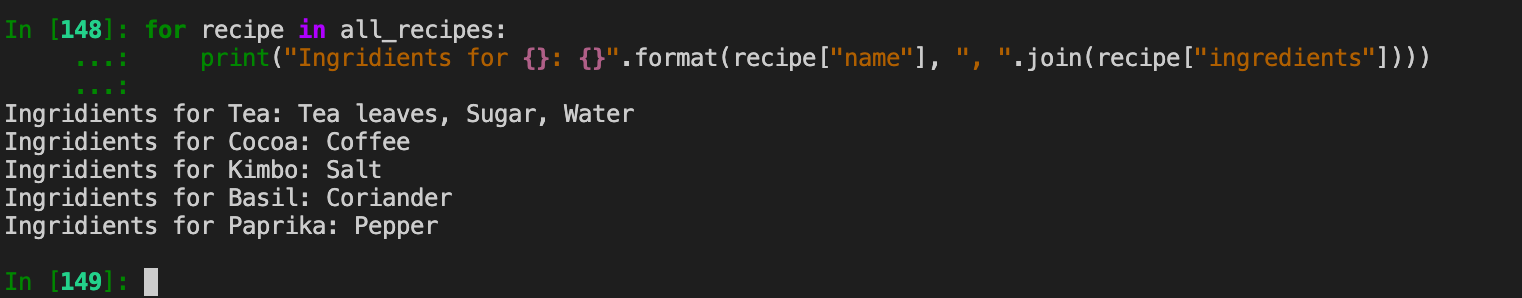 In [148]: for recipe in all_recipes:
     ...:     print("Ingridients for {}: {}".format(recipe["name"], ", ".join(recipe["ingredients"])))
     ...:
Ingridients for Tea: Tea leaves, Sugar, Water
Ingridients for Cocoa: Coffee
Ingridients for Kimbo: Salt
Ingridients for Basil: Coriander
Ingridients for Paprika: Pepper
In [149]: